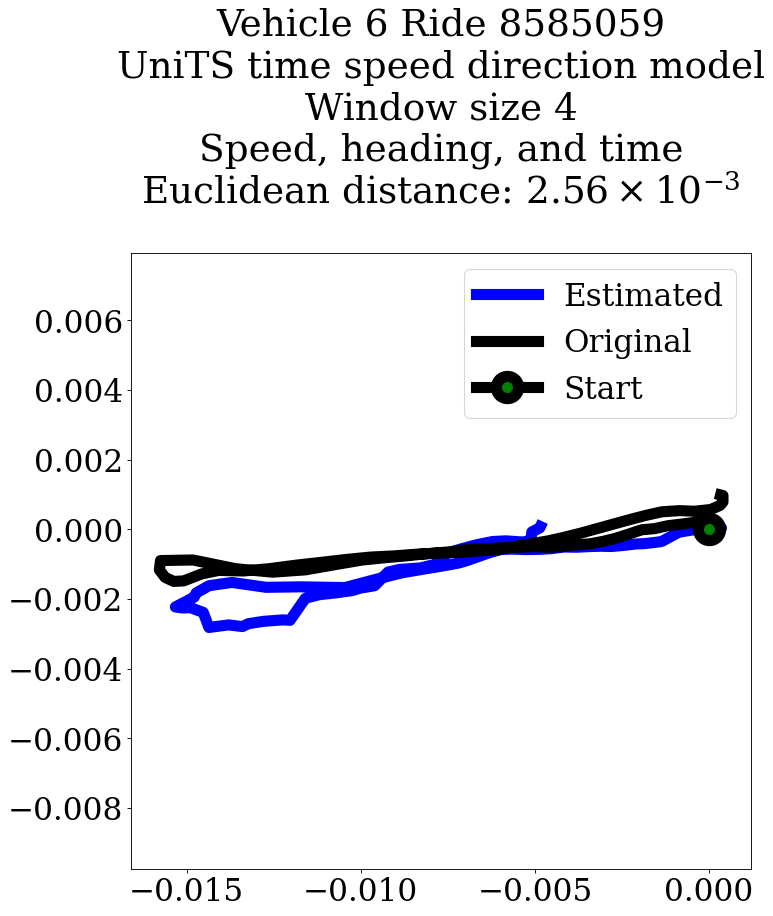 Vehicle 6 Ride 8585059
UniTS time speed direction model
Window size 4
Speed, heading, and time
Euclidean distance: 2.56 × 10⁻³
Estimated
Original
Start
0.006
0.004
0.002
0.000
−0.002
−0.004
−0.006
−0.008
−0.015 −0.010 −0.005 0.000